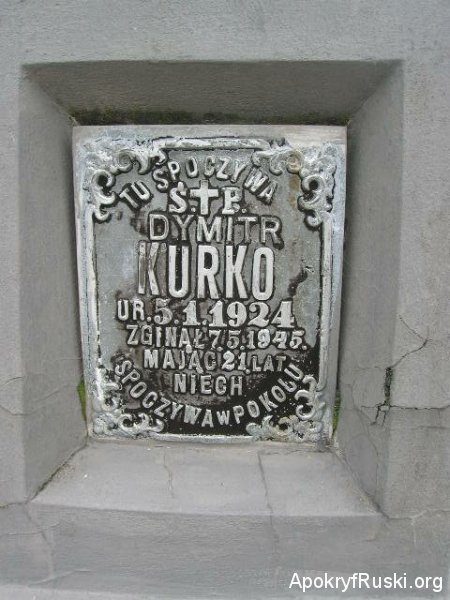 TU SPOCZYWA
Ś†P.
DYMITR
KURKO
UR. 5.1.1924
ZGINĄŁ 7.5.1945.
MAJĄC 21 LAT
NIECH
SPOCZYWA W POKOJU
ApokryfRuski.org